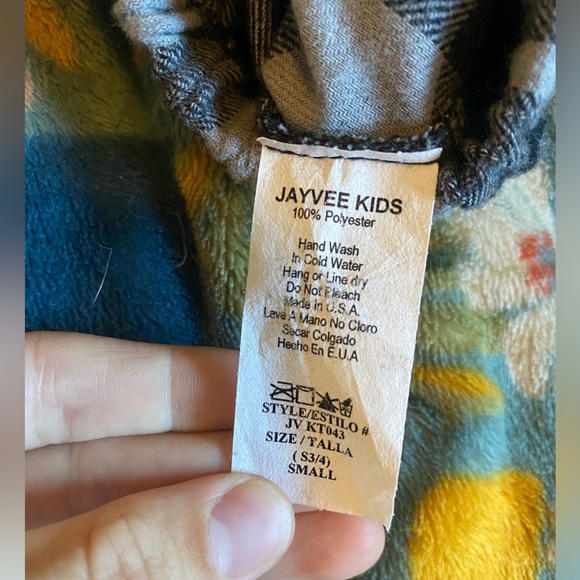 JAYVEE KIDS
100% Polyester
Hand Wash
In Cold Water
Hang or Line dry
Do Not Bleach
Made in U.S.A.
Lave A Mano No Cloro
Secar Colgado
Hecho En E.U.A
STYLE/ESTILO #
JV KT043
SIZE / TALLA
( S3/4)
SMALL